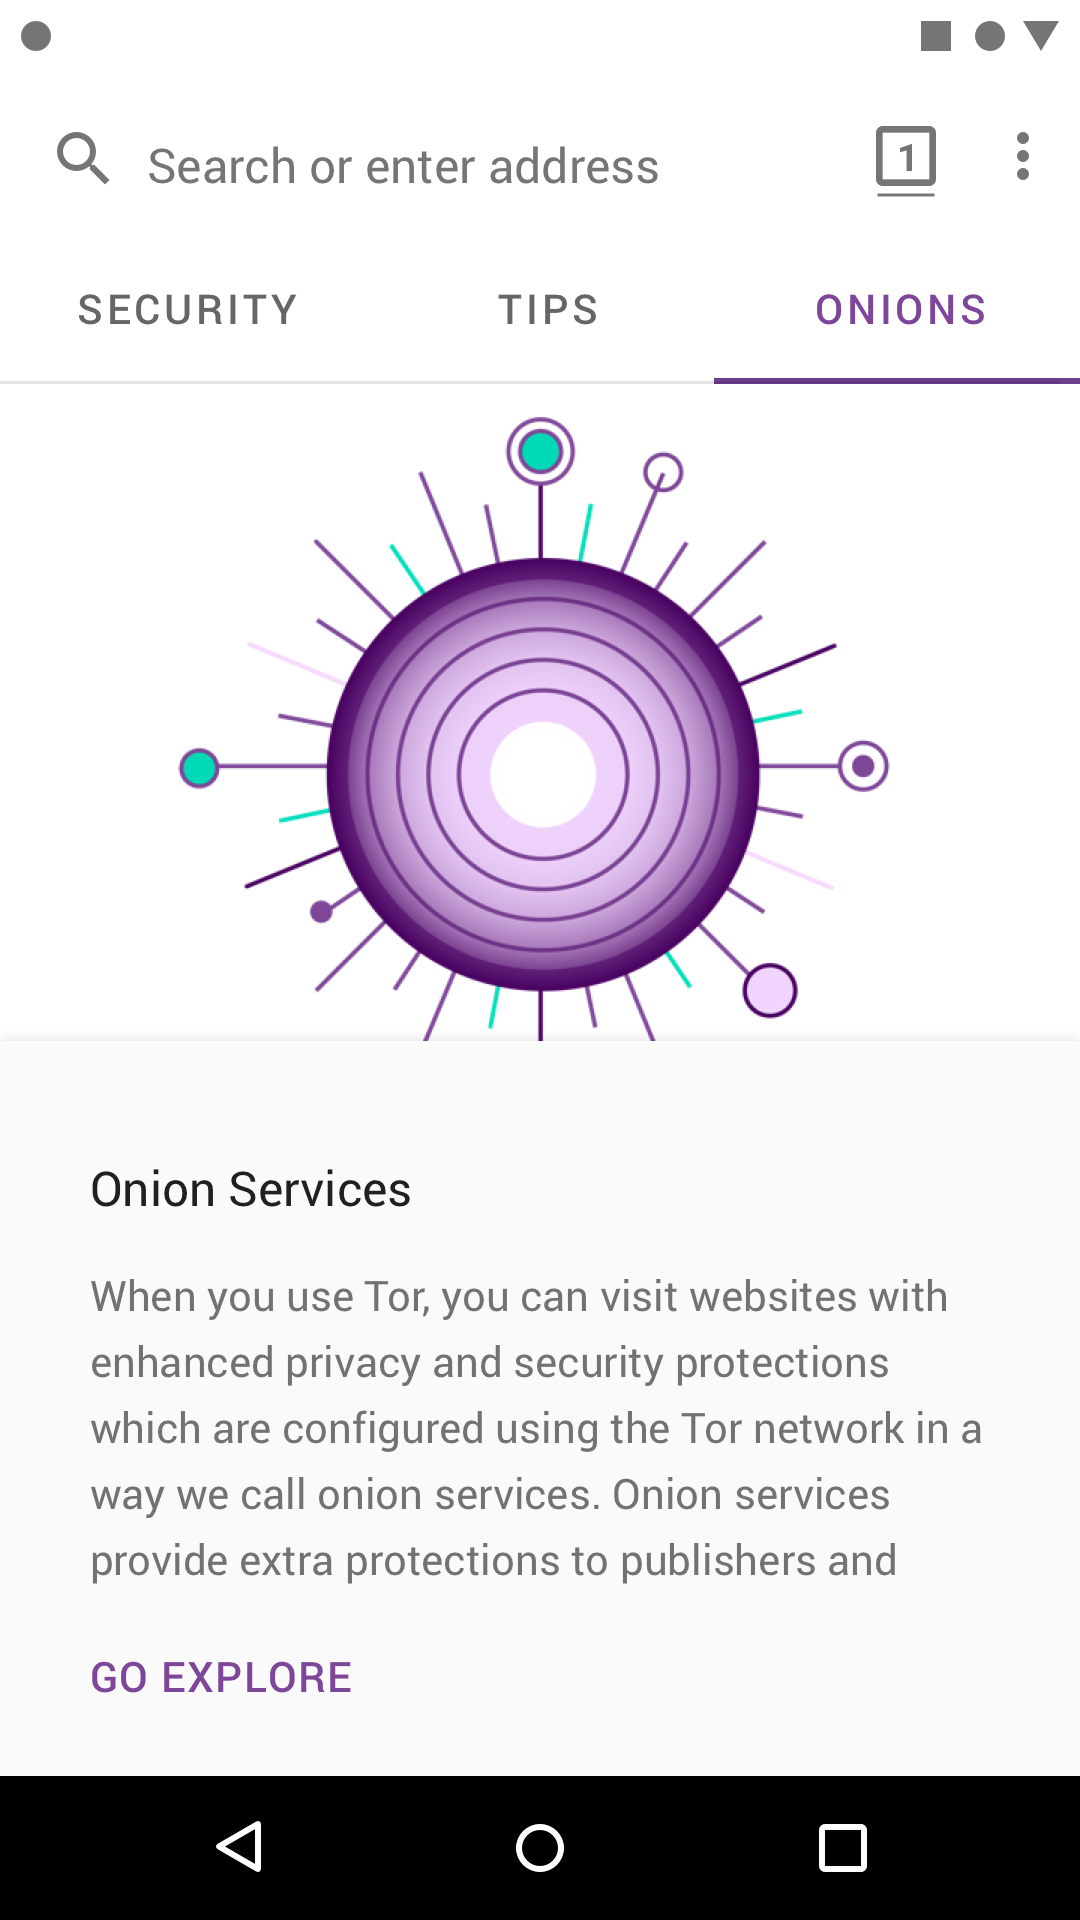 Search or enter address
1
SECURITY TIPS ONIONS
Onion Services
When you use Tor, you can visit websites with
enhanced privacy and security protections
which are configured using the Tor network in a
way we call onion services. Onion services
provide extra protections to publishers and
GO EXPLORE